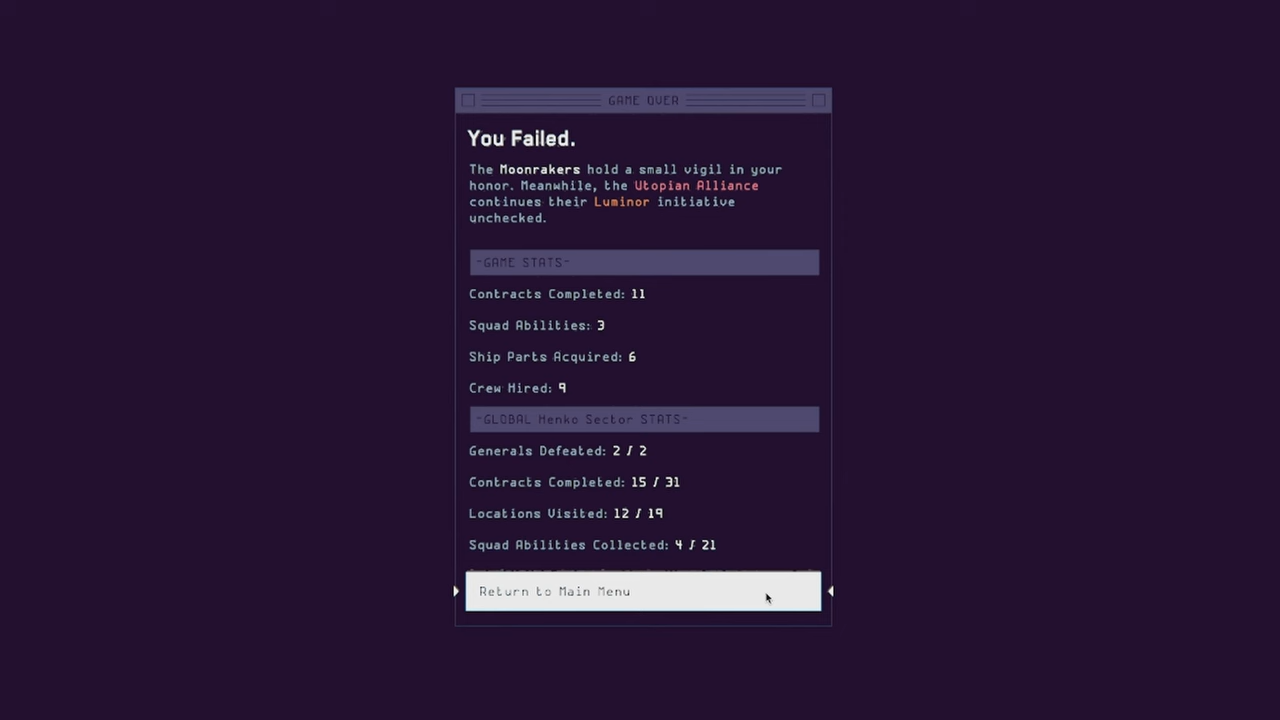 GAME OVER
You Failed.
The Moonrakers hold a small vigil in your
honor. Meanwhile, the Utopian Alliance
continues their Luminor initiative
unchecked.
-GAME STATS-
Contracts Completed: 11
Squad Abilities: 3
Ship Parts Acquired: 6
Crew Hired: 9
-GLOBAL Henko Sector STATS-
Generals Defeated: 2 / 2
Contracts Completed: 15 / 31
Locations Visited: 12 / 19
Squad Abilities Collected: 4 / 21
Return to Main Menu